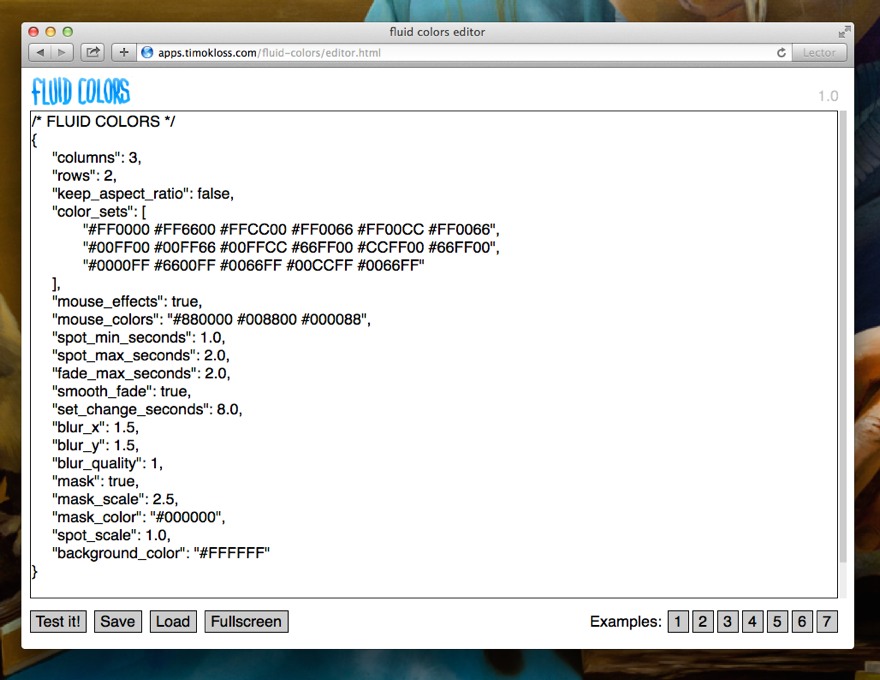 fluid colors editor
apps.timokloss.com/fluid-colors/editor.html
Lector
FLUID COLORS
1.0
/* FLUID COLORS */
{
"columns": 3,
"rows": 2,
"keep_aspect_ratio": false,
"color_sets": [
"#FF0000 #FF6600 #FFCC00 #FF0066 #FF00CC #FF0066",
"#00FF00 #00FF66 #00FFCC #66FF00 #CCFF00 #66FF00",
"#0000FF #6600FF #0066FF #00CCFF #0066FF"
],
"mouse_effects": true,
"mouse_colors": "#880000 #008800 #000088",
"spot_min_seconds": 1.0,
"spot_max_seconds": 2.0,
"fade_max_seconds": 2.0,
"smooth_fade": true,
"set_change_seconds": 8.0,
"blur_x": 1.5,
"blur_y": 1.5,
"blur_quality": 1,
"mask": true,
"mask_scale": 2.5,
"mask_color": "#000000",
"spot_scale": 1.0,
"background_color": "#FFFFFF"
}
Test it! Save Load Fullscreen Examples: 1 2 3 4 5 6 7